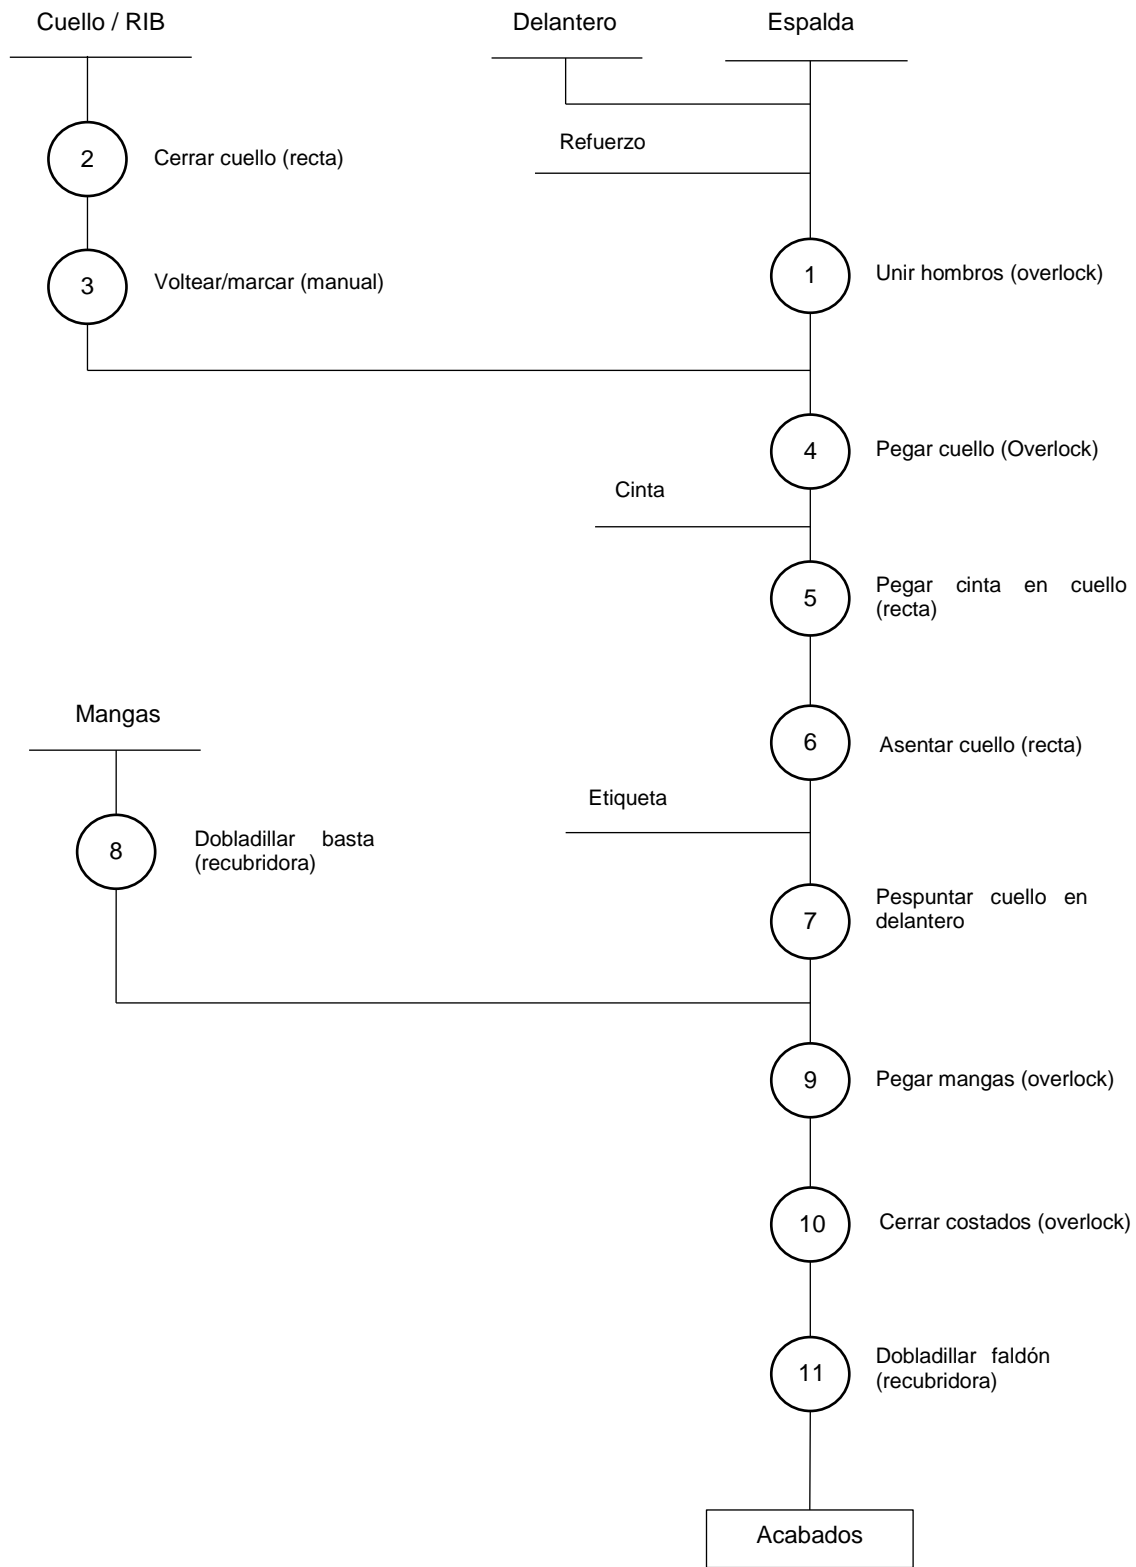 Cuello / RIB
Delantero
Espalda
Refuerzo
2
Cerrar cuello (recta)
3
Voltear/marcar (manual)
1
Unir hombros (overlock)
4
Pegar cuello (Overlock)
Cinta
5
Pegar cinta en cuello
(recta)
Mangas
6
Asentar cuello (recta)
Etiqueta
8
Dobladillar basta
(recubridora)
7
Pespuntar cuello en
delantero
9
Pegar mangas (overlock)
10
Cerrar costados (overlock)
11
Dobladillar faldón
(recubridora)
Acabados